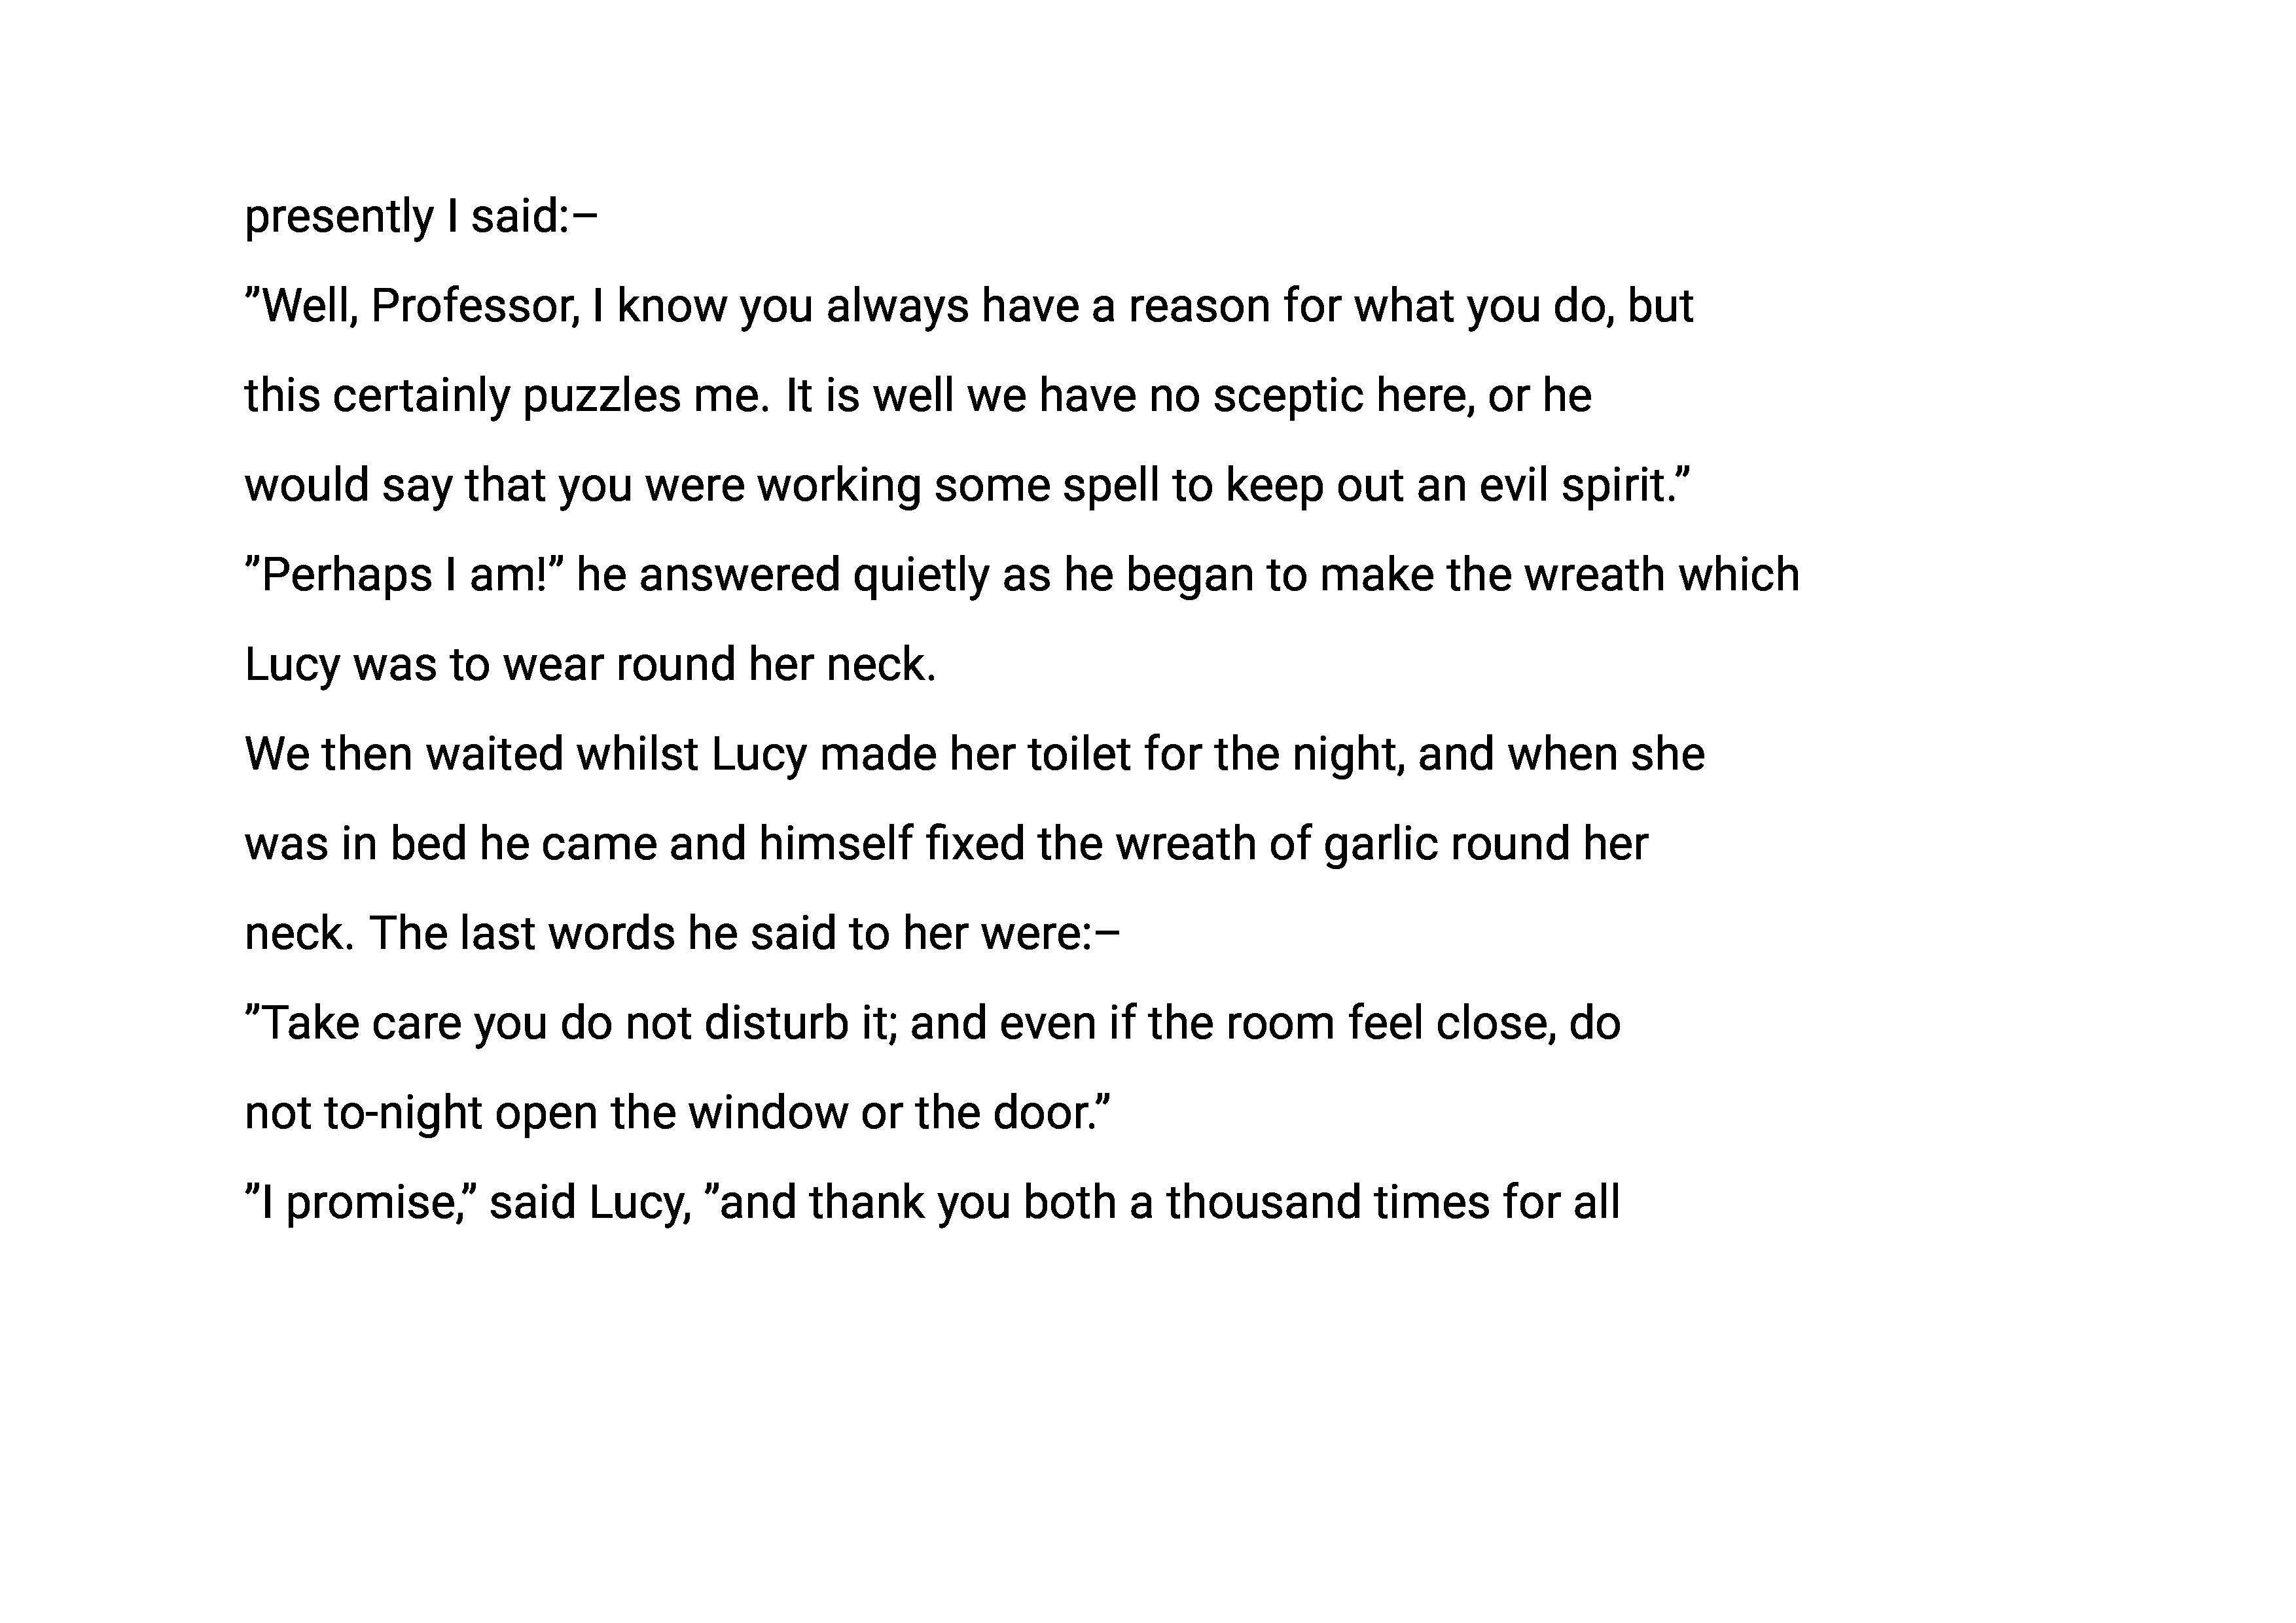 presently I said:–
”Well, Professor, I know you always have a reason for what you do, but
this certainly puzzles me. It is well we have no sceptic here, or he
would say that you were working some spell to keep out an evil spirit.”
”Perhaps I am!” he answered quietly as he began to make the wreath which
Lucy was to wear round her neck.
We then waited whilst Lucy made her toilet for the night, and when she
was in bed he came and himself fixed the wreath of garlic round her
neck. The last words he said to her were:–
”Take care you do not disturb it; and even if the room feel close, do
not to-night open the window or the door.”
”I promise,” said Lucy, ”and thank you both a thousand times for all